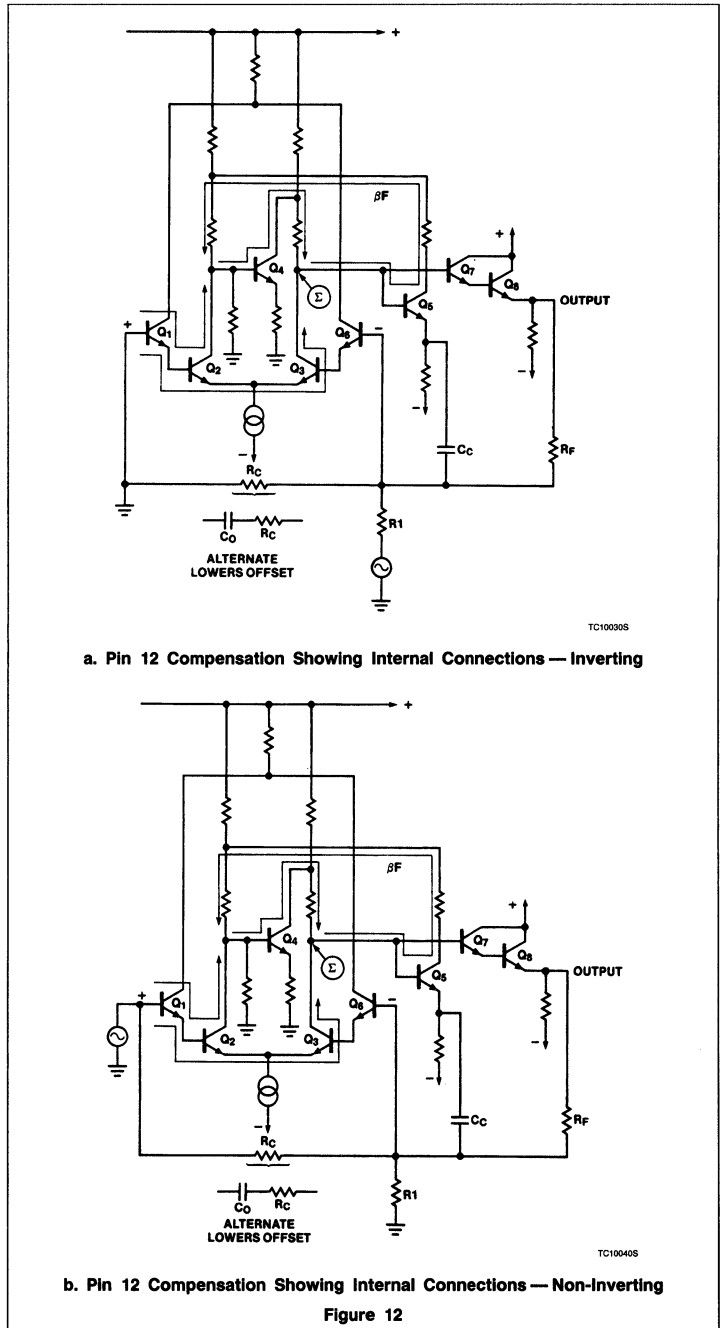 +
βF
Q4
+
Q7
Q8
OUTPUT
Σ
Q5
+
Q1
Q6
−
Q2
Q3
−
−
−
RC
CC
RF
CO
RC
R1
ALTERNATE
LOWERS OFFSET
TC10030S
a. Pin 12 Compensation Showing Internal Connections — Inverting
+
βF
+
Q4
Q7
Q8
OUTPUT
Σ
Q5
+
Q1
Q6
−
Q2
Q3
−
−
−
RC
CC
RF
CO
RC
R1
ALTERNATE
LOWERS OFFSET
TC10040S
b. Pin 12 Compensation Showing Internal Connections — Non-Inverting
Figure 12